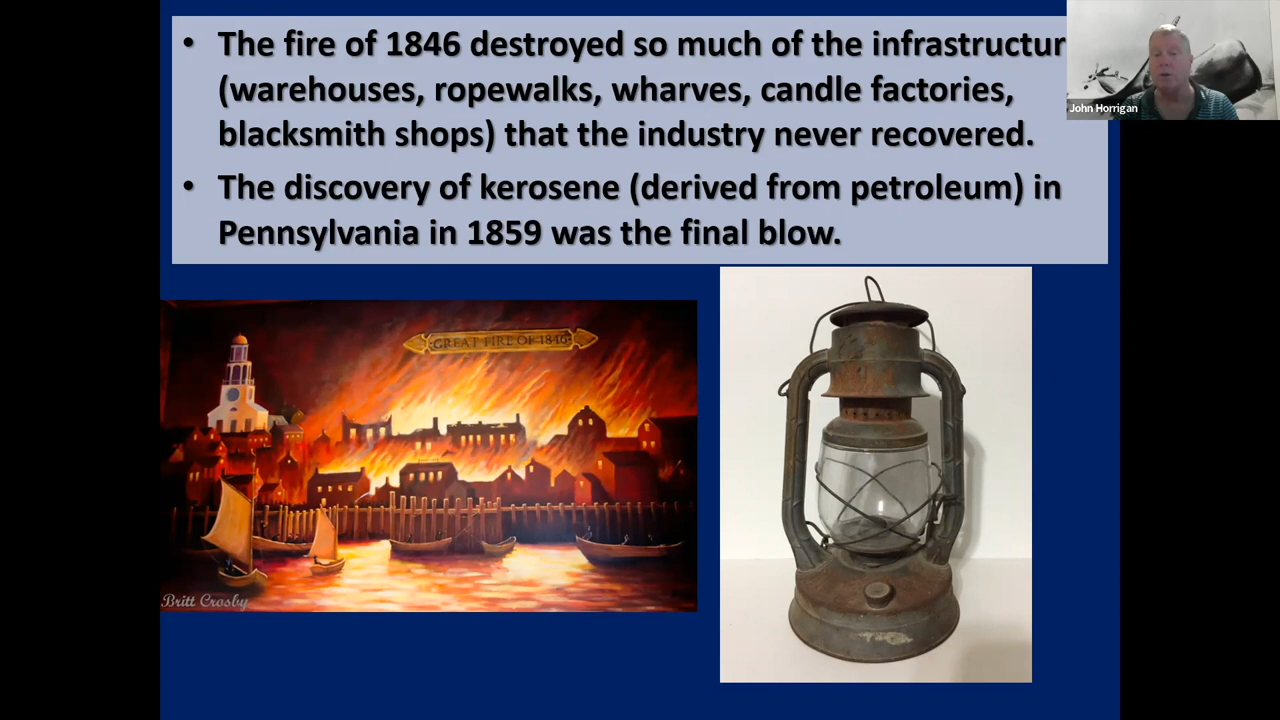 • The fire of 1846 destroyed so much of the infrastructur
(warehouses, ropewalks, wharves, candle factories,
blacksmith shops) that the industry never recovered.
• The discovery of kerosene (derived from petroleum) in
Pennsylvania in 1859 was the final blow.
John Horrigan
GREAT FIRE OF 1846
Britt Crosby